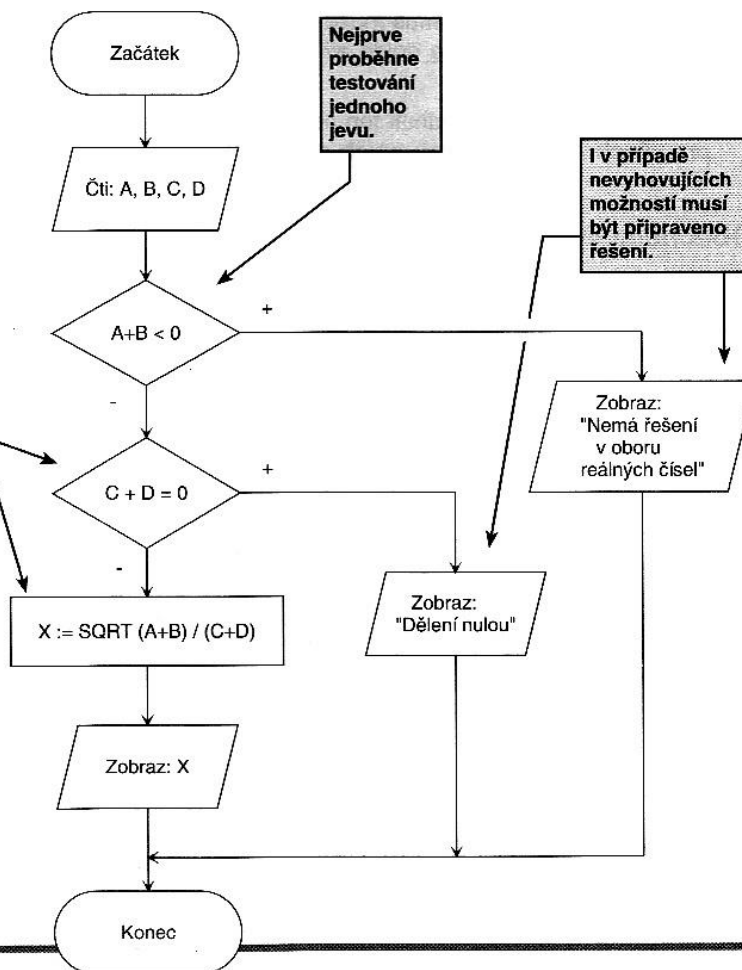 Začátek
Nejprve
proběhne
testování
jednoho
jevu.
Čti: A, B, C, D
I v případě
nevyhovujících
možností musí
být připraveno
řešení.
A+B < 0
+
-
Zobraz:
"Nemá řešení
v oboru
reálných čísel"
C + D = 0
+
-
X := SQRT (A+B) / (C+D)
Zobraz:
"Dělení nulou"
Zobraz: X
Konec